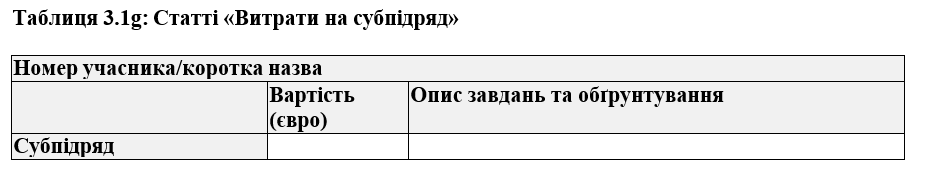 Таблиця 3.1g: Статті «Витрати на субпідряд»
Номер учасника/коротка назва
Вартість Опис завдань та обґрунтування
(євро)
Субпідряд